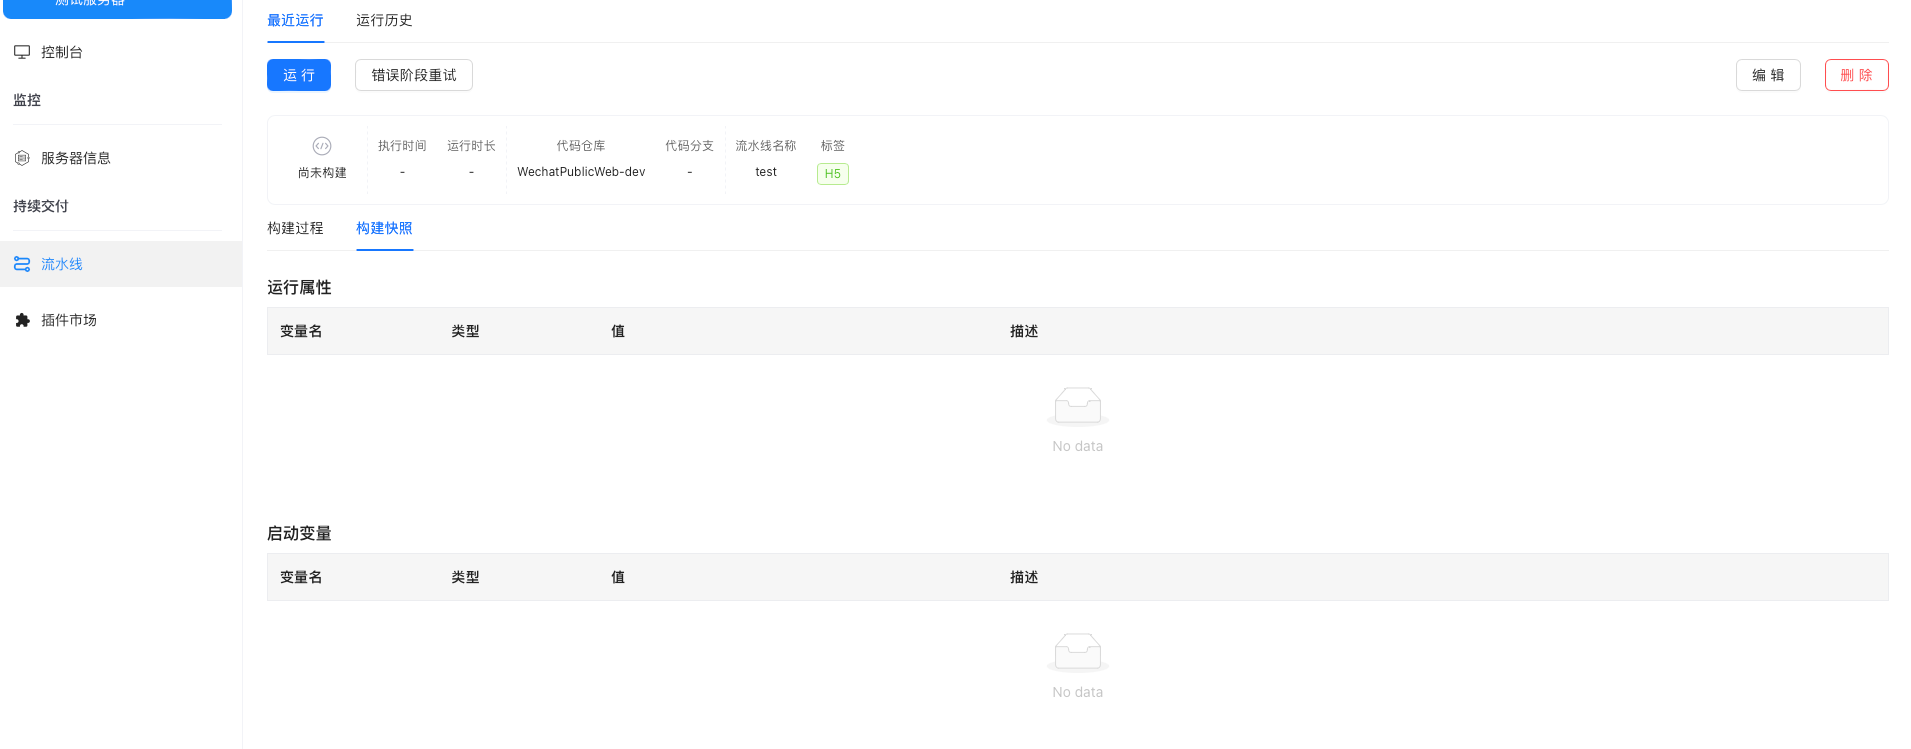 测试服务器
控制台
监控
服务器信息
持续交付
流水线
插件市场
最近运行 运行历史
运行 错误阶段重试 编辑 删除
尚未构建
执行时间 运行时长 代码仓库 代码分支 流水线名称 标签
- - WechatPublicWeb-dev - test H5
构建过程 构建快照
运行属性
变量名 类型 值 描述
No data
启动变量
变量名 类型 值 描述
No data